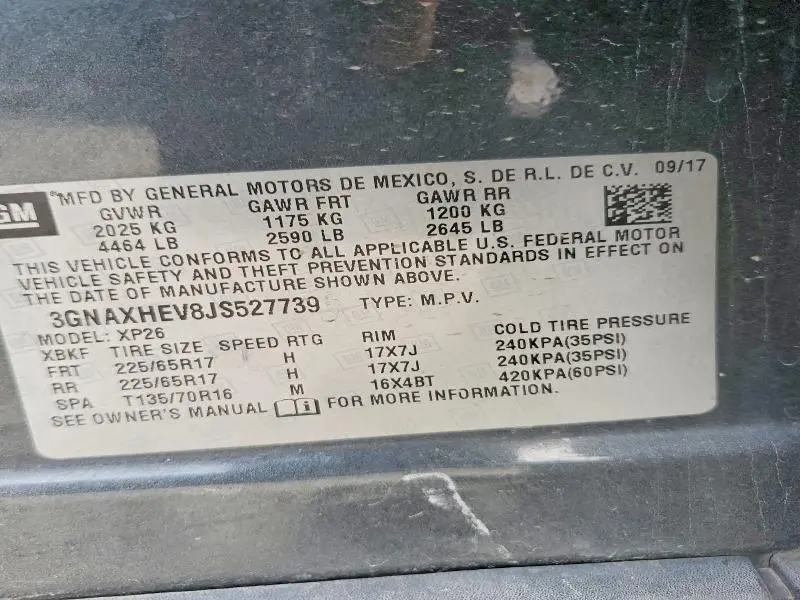 GM
®MFD BY GENERAL MOTORS DE MEXICO, S. DE R.L. DE C.V. 09/17
GVWR GAWR FRT GAWR RR
2025 KG 1175 KG 1200 KG
4464 LB 2590 LB 2645 LB
THIS VEHICLE CONFORMS TO ALL APPLICABLE U.S. FEDERAL MOTOR
VEHICLE SAFETY AND THEFT PREVENTION STANDARDS IN EFFECT ON
THE DATE OF MANUFACTURE SHOWN ABOVE.
3GNAXHEV8JS527739 TYPE: M.P.V.
MODEL: XP26
XBKF TIRE SIZE SPEED RTG RIM COLD TIRE PRESSURE
FRT 225/65R17 H 17X7J 240KPA(35PSI)
RR 225/65R17 H 17X7J 240KPA(35PSI)
SPA T135/70R16 M 16X4BT 420KPA(60PSI)
SEE OWNER'S MANUAL i FOR MORE INFORMATION.